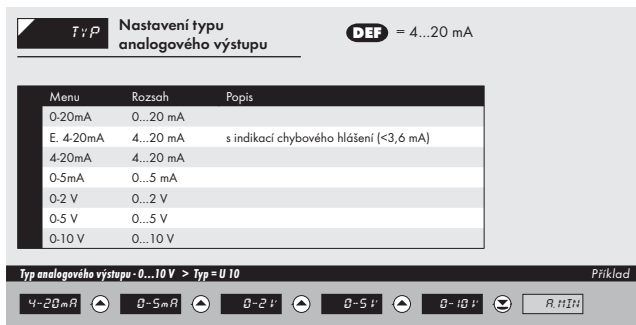 TYP
Nastavení typu
analogového výstupu
DEF = 4...20 mA
Menu Rozsah Popis
0-20mA 0...20 mA
E. 4-20mA 4...20 mA s indikací chybového hlášení (<3,6 mA)
4-20mA 4...20 mA
0-5mA 0...5 mA
0-2 V 0...2 V
0-5 V 0...5 V
0-10 V 0...10 V
Typ analogového výstupu - 0...10 V > Typ = U 10 Příklad
4-20mA 0-5mA 0-2 V 0-5 V 0-10 V A. MIN